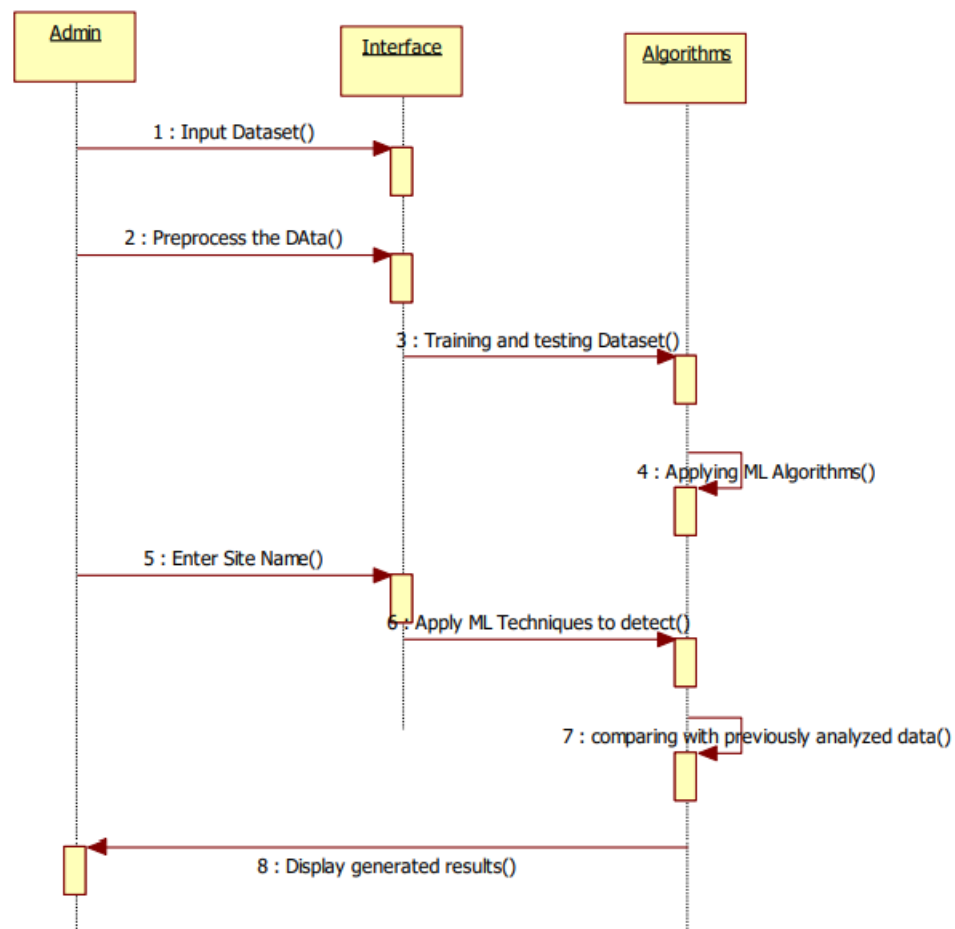 Admin
Interface
Algorithms
1 : Input Dataset()
2 : Preprocess the DAta()
3 : Training and testing Dataset()
4 : Applying ML Algorithms()
5 : Enter Site Name()
6 : Apply ML Techniques to detect()
7 : comparing with previously analyzed data()
8 : Display generated results()